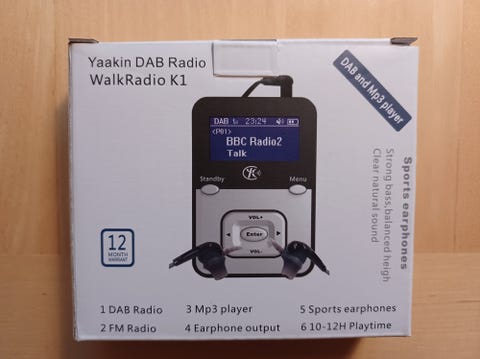 Yaakin DAB Radio
WalkRadio K1
DAB and Mp3 player
DAB 23:24
<P01>
BBC Radio2
Talk
Standby
Menu
VOL+
Enter
VOL-
Sports earphones
Strong bass,balanced heigh
Clear natural sound
12
MONTH
WARRANT
1 DAB Radio
3 Mp3 player
5 Sports earphones
2 FM Radio
4 Earphone output
6 10-12H Playtime